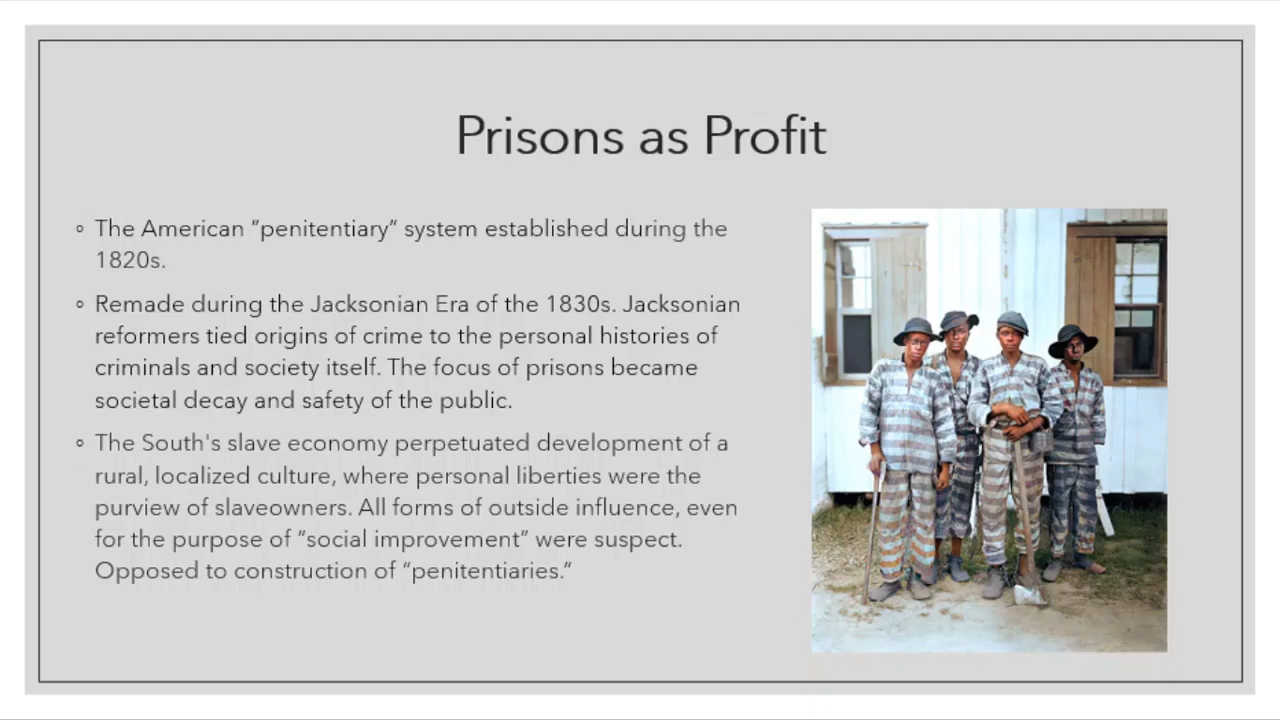 Prisons as Profit
◦ The American “penitentiary” system established during the
1820s.
◦ Remade during the Jacksonian Era of the 1830s. Jacksonian
reformers tied origins of crime to the personal histories of
criminals and society itself. The focus of prisons became
societal decay and safety of the public.
◦ The South's slave economy perpetuated development of a
rural, localized culture, where personal liberties were the
purview of slaveowners. All forms of outside influence, even
for the purpose of “social improvement” were suspect.
Opposed to construction of “penitentiaries.”